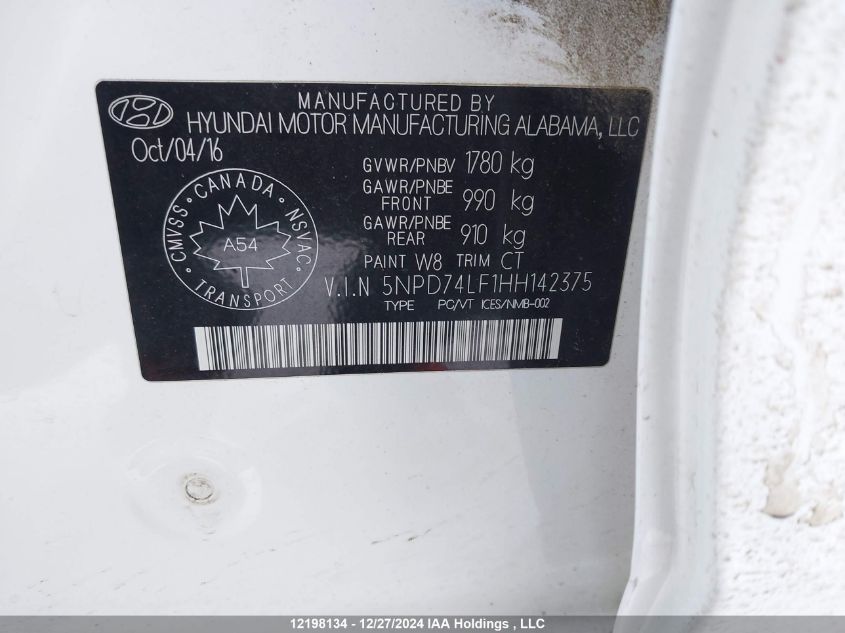 MANUFACTURED BY
HYUNDAI MOTOR MANUFACTURING ALABAMA, LLC
Oct/04/16
GVWR/PNBV 1780 kg
GAWR/PNBE FRONT 990 kg
GAWR/PNBE REAR 910 kg
PAINT W8 TRIM CT
CANADA
CMVSS NSVAC
A54
TRANSPORT
V.I.N 5NPD74LF1HH142375
TYPE PC/VT ICES/NMB-002
12198134 - 12/27/2024 IAA Holdings , LLC